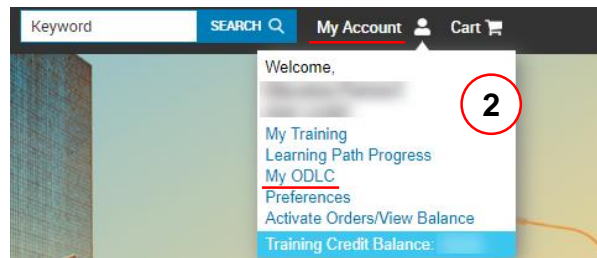 Keyword SEARCH My Account Cart
Welcome,
2
My Training
Learning Path Progress
My ODLC
Preferences
Activate Orders/View Balance
Training Credit Balance: